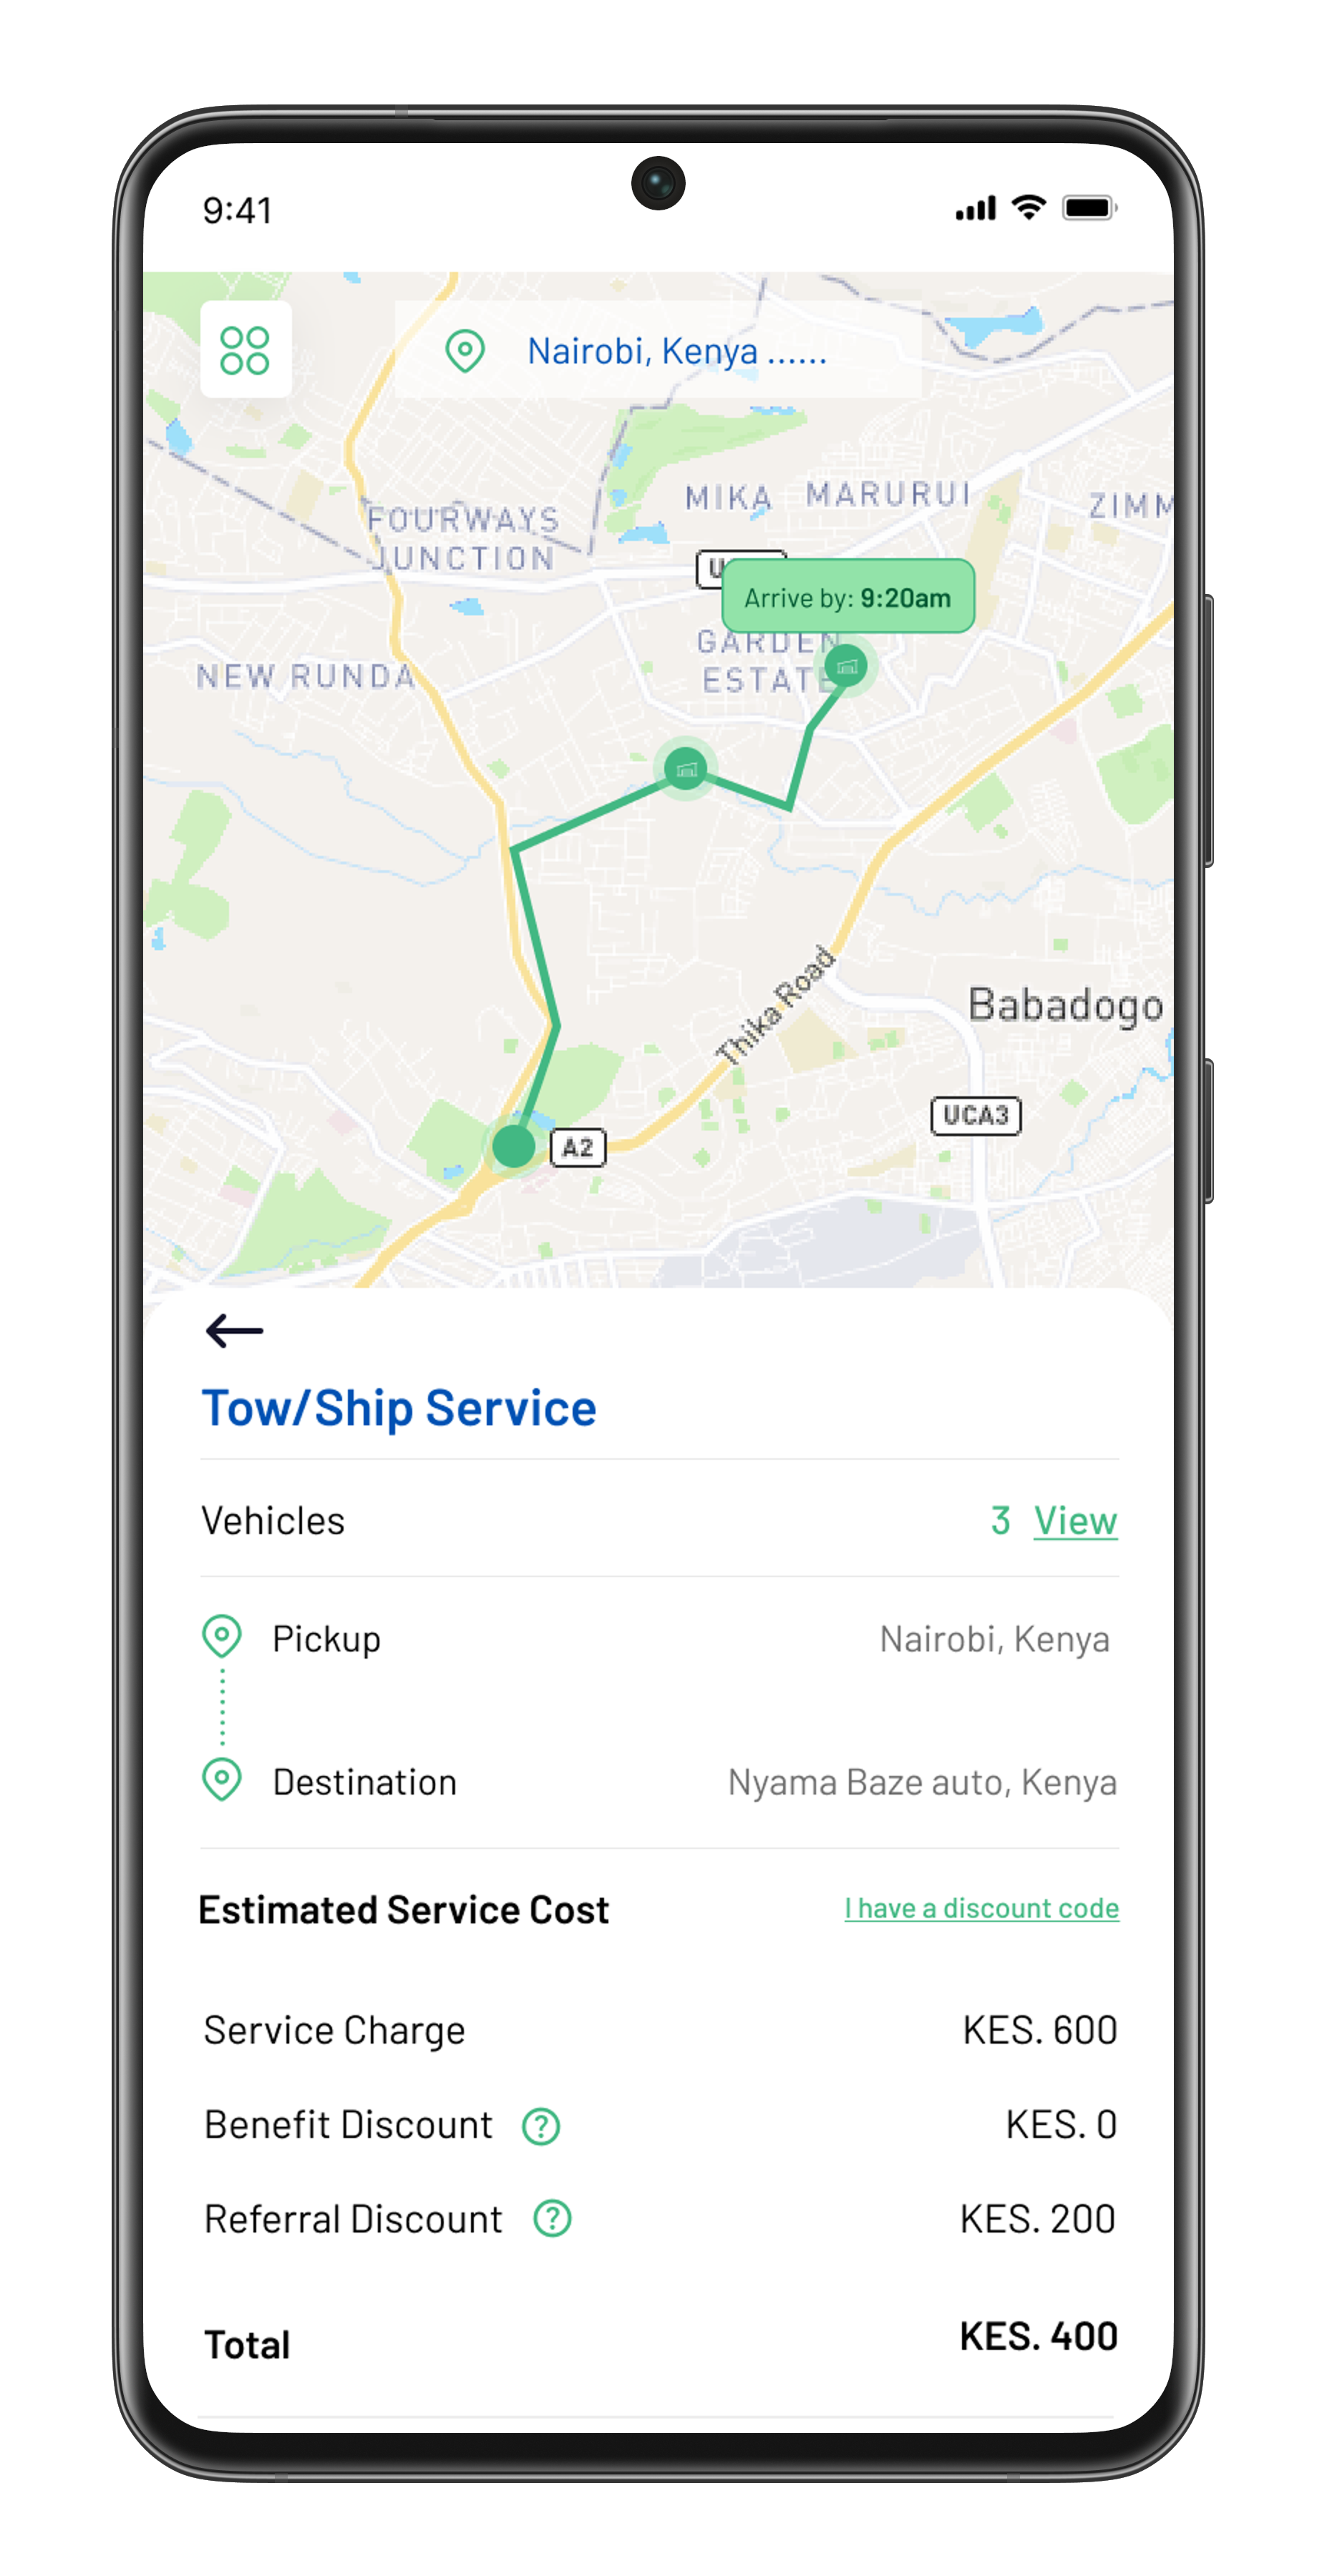 9:41
Nairobi, Kenya ......
MIKA MARURUI
ZIMM
FOURWAYS
JUNCTION
Arrive by: 9:20am
GARDEN
ESTATE
NEW RUNDA
Thika Road
Babadogo
UCA3
A2
Tow/Ship Service
Vehicles 3 View
Pickup Nairobi, Kenya
Destination Nyama Baze auto, Kenya
Estimated Service Cost I have a discount code
Service Charge KES. 600
Benefit Discount ? KES. 0
Referral Discount ? KES. 200
Total KES. 400